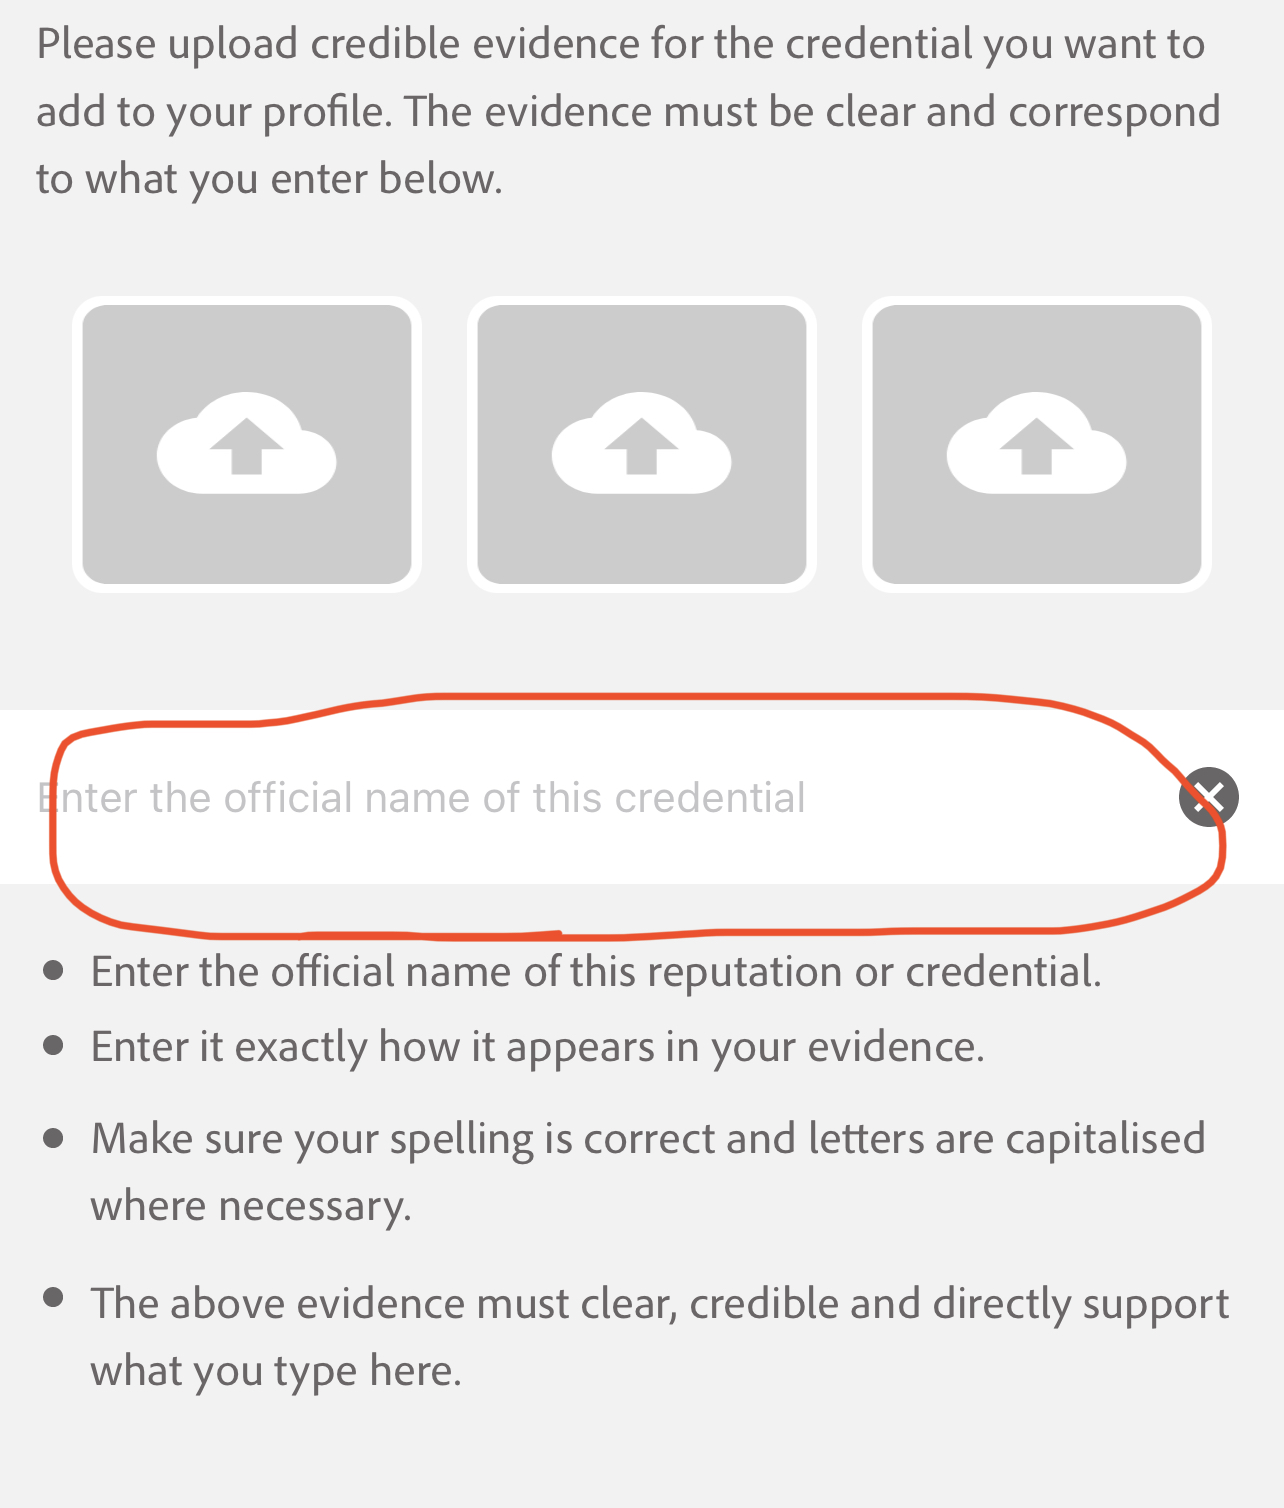 Please upload credible evidence for the credential you want to
add to your profile. The evidence must be clear and correspond
to what you enter below.
Enter the official name of this credential
Enter the official name of this reputation or credential.
Enter it exactly how it appears in your evidence.
Make sure your spelling is correct and letters are capitalised
where necessary.
The above evidence must clear, credible and directly support
what you type here.